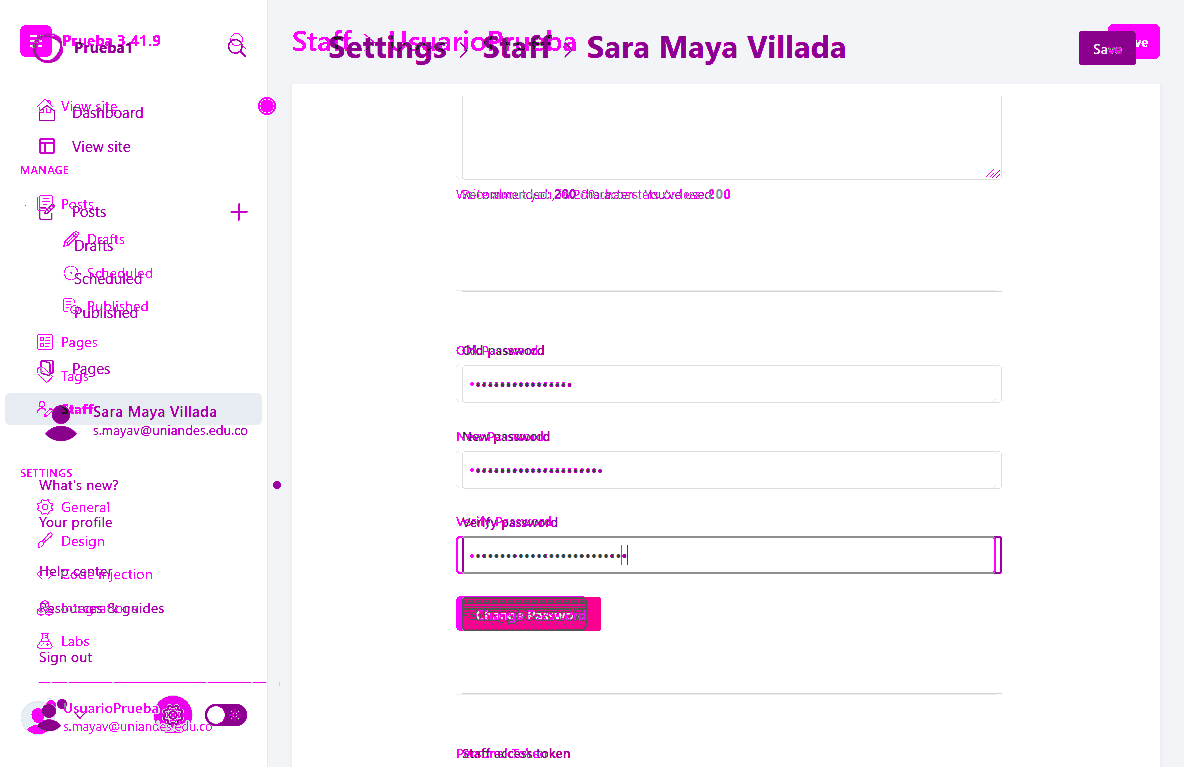 Prueba 3.41.9
Prueba1
Staff › UsuarioPrueba
Settings › Staff › Sara Maya Villada
Save
View site
Dashboard
View site
MANAGE
Posts
Posts
Drafts
Drafts
Scheduled
Scheduled
Published
Published
Pages
Pages
Tags
Staff
Sara Maya Villada
s.mayav@uniandes.edu.co
SETTINGS
What's new?
General
Your profile
Design
Help center
Code injection
Resources & guides
Integrations
Labs
Sign out
UsuarioPrueba
s.mayav@uniandes.edu.co
Recommended: 200 characters. You've used 0
Old password
New password
Verify password
Change Password
Staff access token